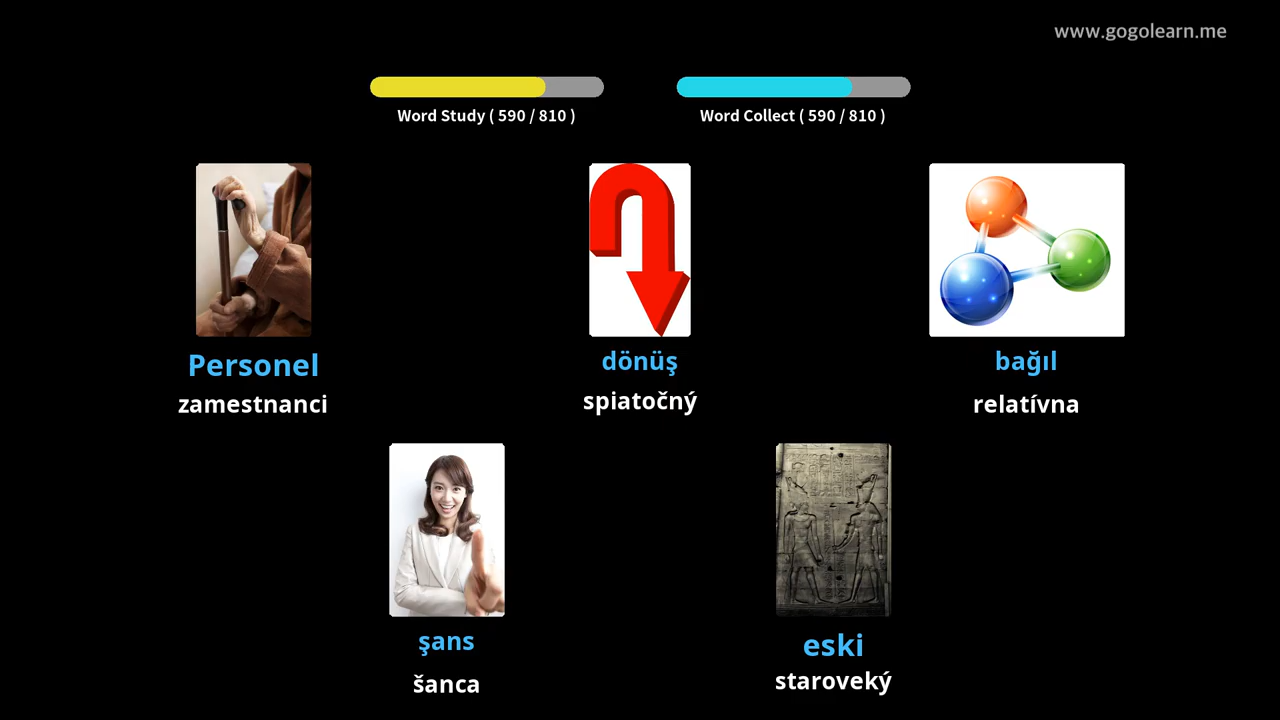 www.gogolearn.me
Word Study ( 590 / 810 )
Word Collect ( 590 / 810 )
Personel
zamestnanci
dönüş
spiatočný
bağıl
relatívna
şans
šanca
eski
staroveký